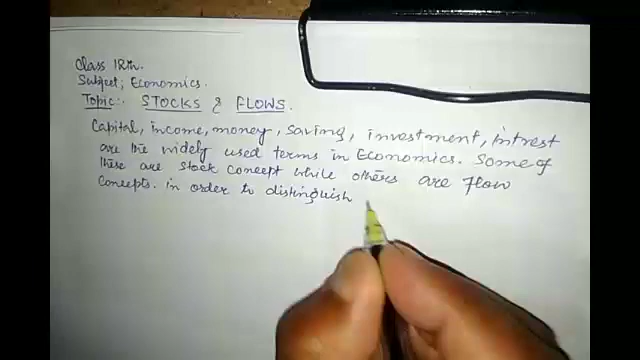 Class 12th.
Subject; Economics.
Topic:- STOCKS & FLOWS.
Capital, income, money, saving, investment, intrest
are the widely used terms in Economics. Some of
these are stock concept while others are flow
Concepts. in order to distinguish